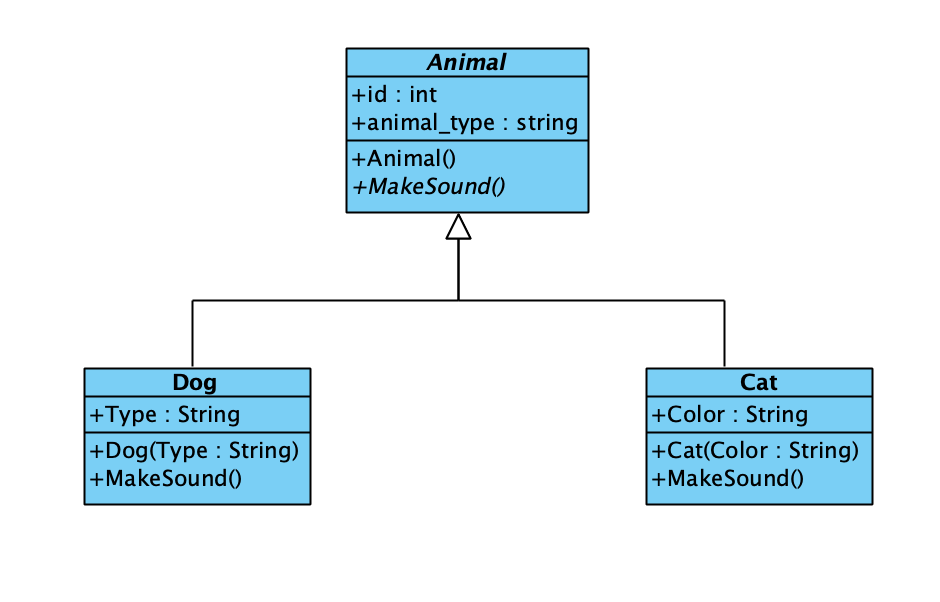 Animal
+id : int
+animal_type : string
+Animal()
+MakeSound()
Dog
+Type : String
+Dog(Type : String)
+MakeSound()
Cat
+Color : String
+Cat(Color : String)
+MakeSound()